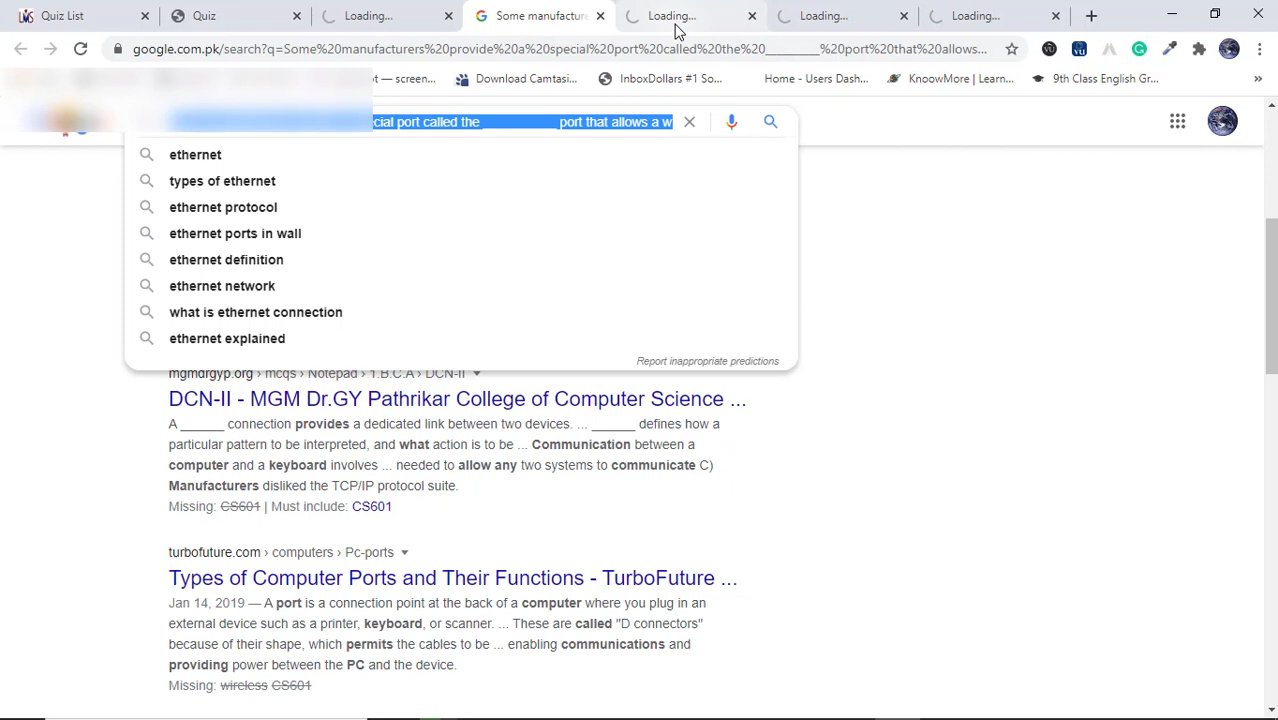 Quiz List
Quiz
Loading...
Some manufactur
Loading...
Loading...
Loading...
google.com.pk/search?q=Some%20manufacturers%20provide%20a%20special%20port%20called%20the%20_________%20port%20that%20allows...
ot — screen...
Download Camtasi...
InboxDollars #1 So...
Home - Users Dash...
KnoowMore | Learn...
9th Class English Gr...
»
cial port called the __________ port that allows a w
ethernet
types of ethernet
ethernet protocol
ethernet ports in wall
ethernet definition
ethernet network
what is ethernet connection
ethernet explained
Report inappropriate predictions
mgmdrgyp.org › mcqs › Notepad › 1.B.C.A › DCN-II
DCN-II - MGM Dr.GY Pathrikar College of Computer Science ...
A ______ connection provides a dedicated link between two devices. ... ______ defines how a
particular pattern to be interpreted, and what action is to be ... Communication between a
computer and a keyboard involves ... needed to allow any two systems to communicate C)
Manufacturers disliked the TCP/IP protocol suite.
Missing: CS601 | Must include: CS601
turbofuture.com › computers › Pc-ports
Types of Computer Ports and Their Functions - TurboFuture ...
Jan 14, 2019 — A port is a connection point at the back of a computer where you plug in an
external device such as a printer, keyboard, or scanner. ... These are called "D connectors"
because of their shape, which permits the cables to be ... enabling communications and
providing power between the PC and the device.
Missing: wireless CS601